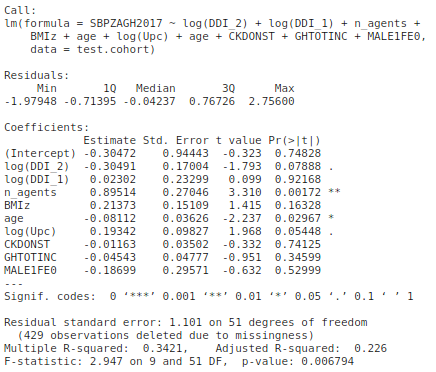 Call:
lm(formula = SBPZAGH2017 ~ log(DDI_2) + log(DDI_1) + n_agents +
    BMIz + age + log(Upc) + age + CKDONST + GHTOTINC + MALE1FE0,
    data = test.cohort)
Residuals:
     Min       1Q   Median       3Q      Max
-1.97948 -0.71395 -0.04237  0.76726  2.75600
Coefficients:
            Estimate Std. Error t value Pr(>|t|)
(Intercept) -0.30472    0.94443  -0.323  0.74828
log(DDI_2)  -0.30491    0.17004  -1.793  0.07888 .
log(DDI_1)   0.02302    0.23299   0.099  0.92168
n_agents     0.89514    0.27046   3.310  0.00172 **
BMIz         0.21373    0.15109   1.415  0.16328
age         -0.08112    0.03626  -2.237  0.02967 *
log(Upc)     0.19342    0.09827   1.968  0.05448 .
CKDONST     -0.01163    0.03502  -0.332  0.74125
GHTOTINC    -0.04543    0.04777  -0.951  0.34599
MALE1FE0    -0.18699    0.29571  -0.632  0.52999
---
Signif. codes:  0 ‘***’ 0.001 ‘**’ 0.01 ‘*’ 0.05 ‘.’ 0.1 ‘ ’ 1
Residual standard error: 1.101 on 51 degrees of freedom
  (429 observations deleted due to missingness)
Multiple R-squared:  0.3421,    Adjusted R-squared:  0.226
F-statistic: 2.947 on 9 and 51 DF,  p-value: 0.006794